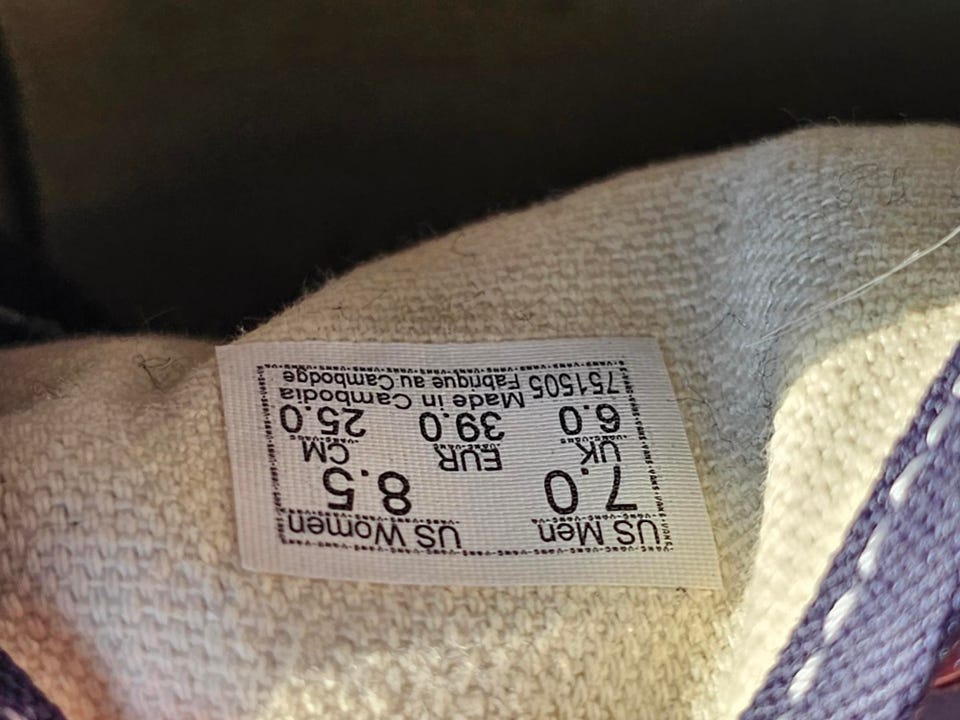 US Men US Women
7.0 8.5
UK EUR CM
6.0 39.0 25.0
751505 Made in Cambodia
Fabrique au Cambodge